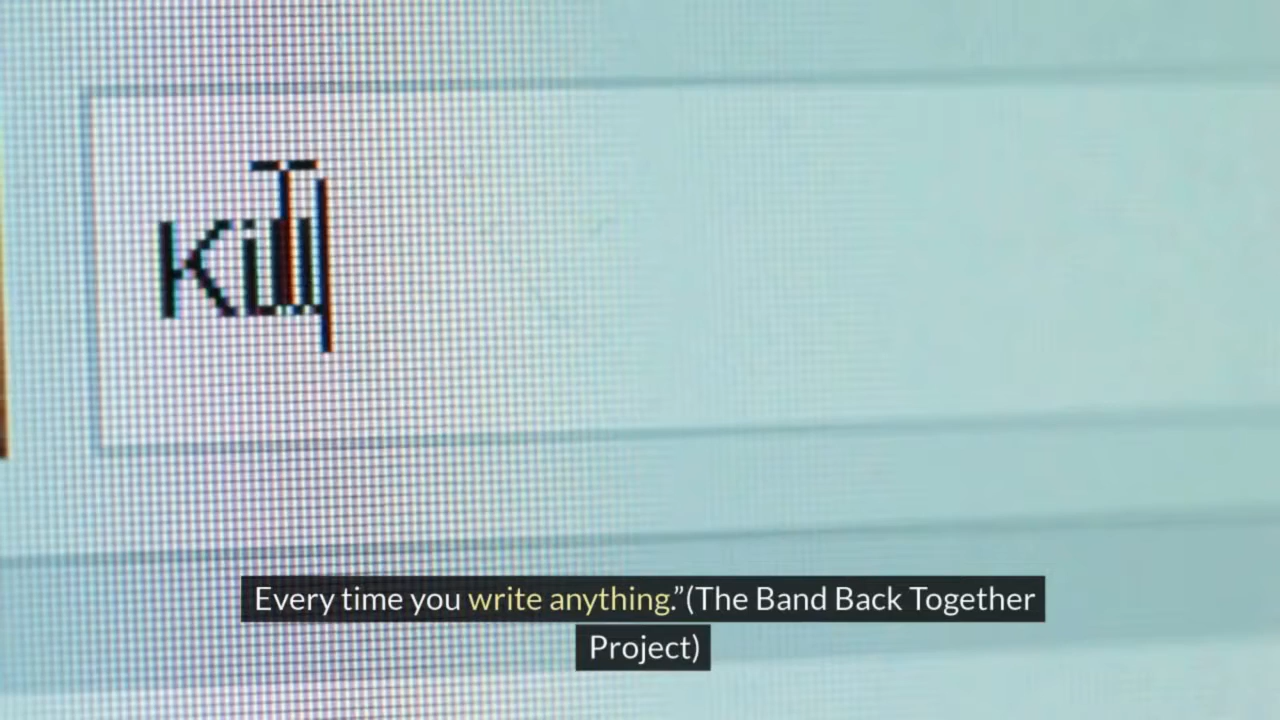 Kill
Every time you write anything.”(The Band Back Together
Project)